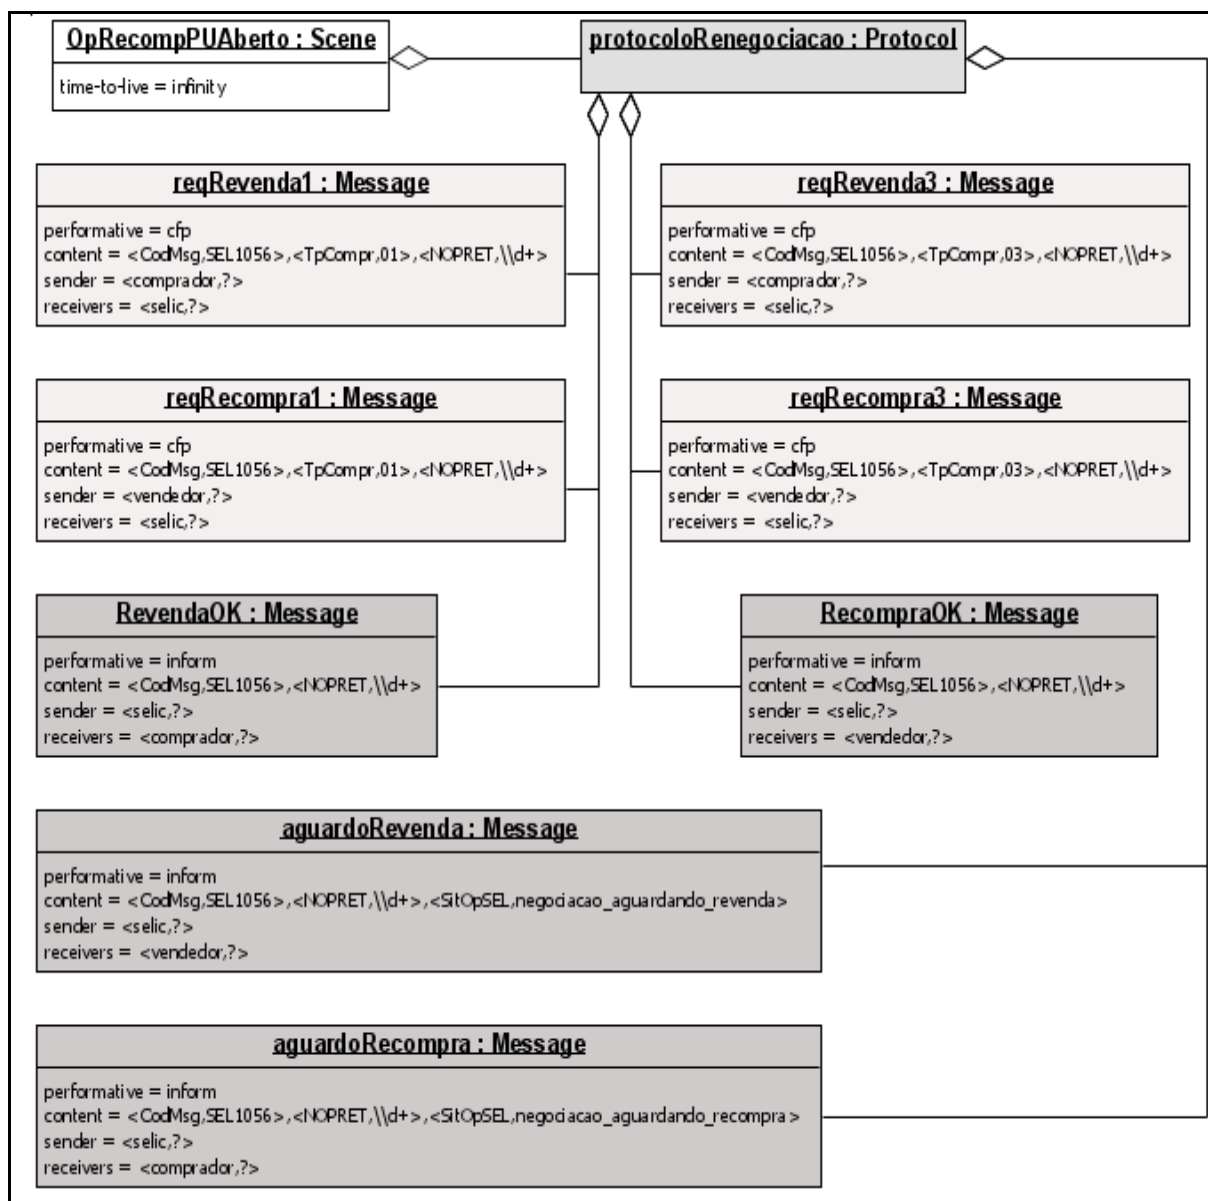 OpRecompPUAberto : Scene
time-to-live = infinity
protocoloRenegociacao : Protocol
reqRevenda1 : Message
performative = cfp
content = <CodMsg,SEL1056>,<TpCompr,01>,<NOPRET,\\d+>
sender = <comprador,?>
receivers = <selic,?>
reqRevenda3 : Message
performative = cfp
content = <CodMsg,SEL1056>,<TpCompr,03>,<NOPRET,\\d+>
sender = <comprador,?>
receivers = <selic,?>
reqRecompra1 : Message
performative = cfp
content = <CodMsg,SEL1056>,<TpCompr,01>,<NOPRET,\\d+>
sender = <vendedor,?>
receivers = <selic,?>
reqRecompra3 : Message
performative = cfp
content = <CodMsg,SEL1056>,<TpCompr,03>,<NOPRET,\\d+>
sender = <vendedor,?>
receivers = <selic,?>
RevendaOK : Message
performative = inform
content = <CodMsg,SEL1056>,<NOPRET,\\d+>
sender = <selic,?>
receivers = <comprador,?>
RecompraOK : Message
performative = inform
content = <CodMsg,SEL1056>,<NOPRET,\\d+>
sender = <selic,?>
receivers = <vendedor,?>
aguardoRevenda : Message
performative = inform
content = <CodMsg,SEL1056>,<NOPRET,\\d+>,<SitOpSEL,negociacao_aguardando_revenda>
sender = <selic,?>
receivers = <vendedor,?>
aguardoRecompra : Message
performative = inform
content = <CodMsg,SEL1056>,<NOPRET,\\d+>,<SitOpSEL,negociacao_aguardando_recompra>
sender = <selic,?>
receivers = <comprador,?>